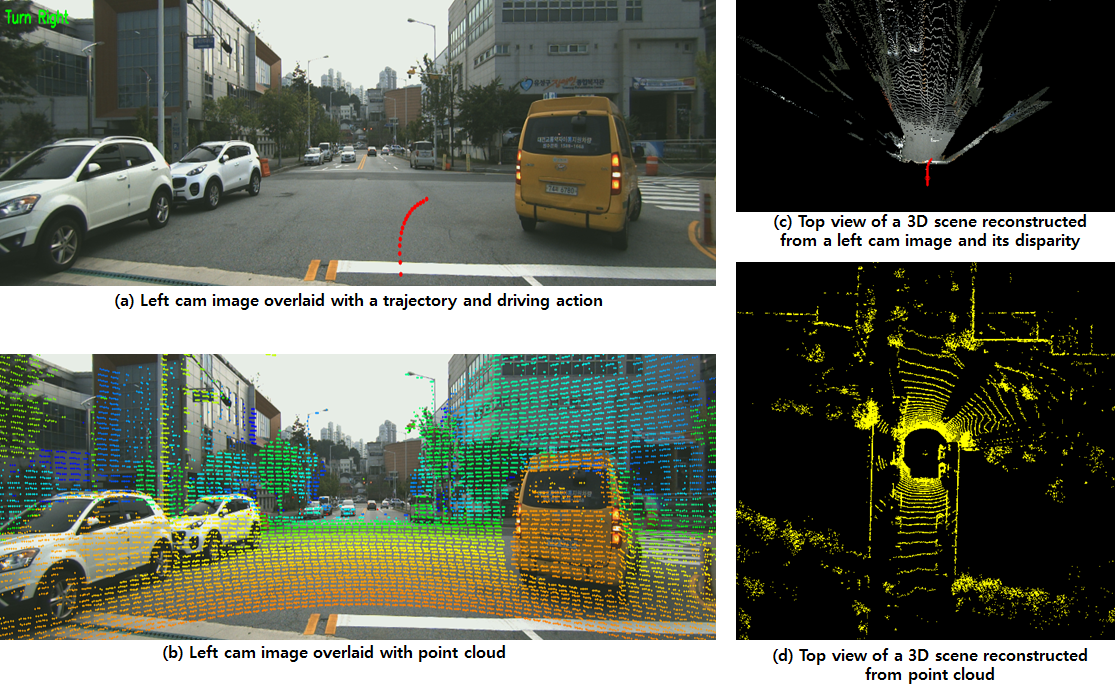 Turn Right
(a) Left cam image overlaid with a trajectory and driving action
(b) Left cam image overlaid with point cloud
(c) Top view of a 3D scene reconstructed
from a left cam image and its disparity
(d) Top view of a 3D scene reconstructed
from point cloud